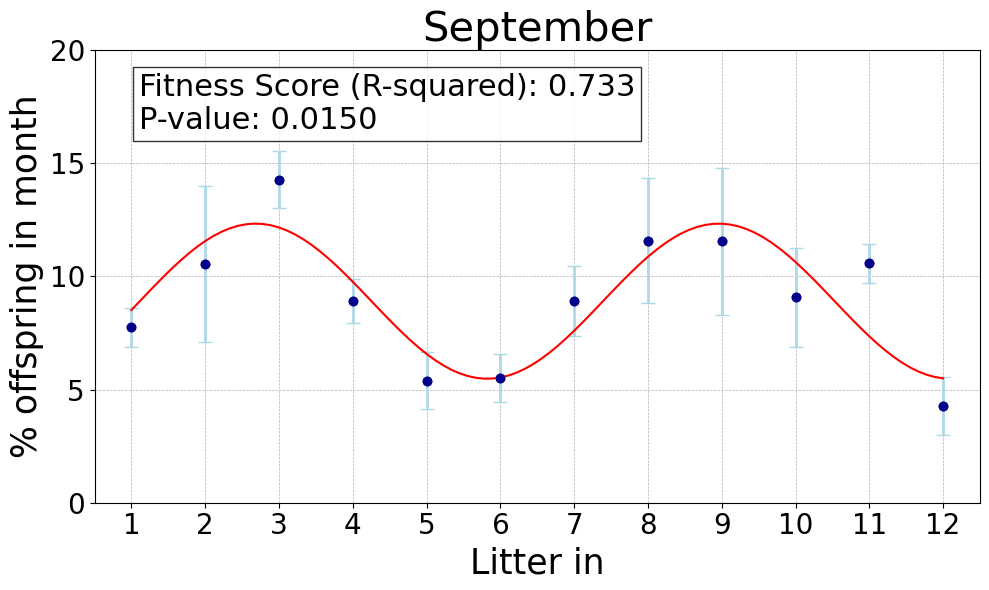 September
Fitness Score (R-squared): 0.733
P-value: 0.0150
% offspring in month
20
15
10
5
0
1 2 3 4 5 6 7 8 9 10 11 12
Litter in